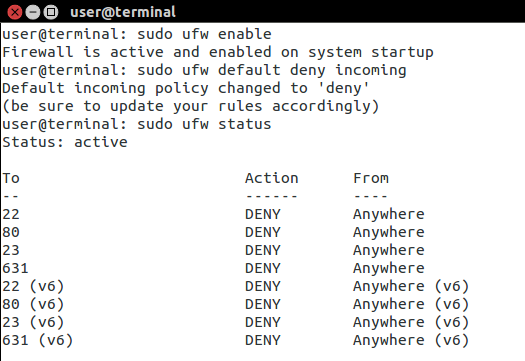 user@terminal
user@terminal: sudo ufw enable
Firewall is active and enabled on system startup
user@terminal: sudo ufw default deny incoming
Default incoming policy changed to 'deny'
(be sure to update your rules accordingly)
user@terminal: sudo ufw status
Status: active
To Action From
-- ------ ----
22 DENY Anywhere
80 DENY Anywhere
23 DENY Anywhere
631 DENY Anywhere
22 (v6) DENY Anywhere (v6)
80 (v6) DENY Anywhere (v6)
23 (v6) DENY Anywhere (v6)
631 (v6) DENY Anywhere (v6)